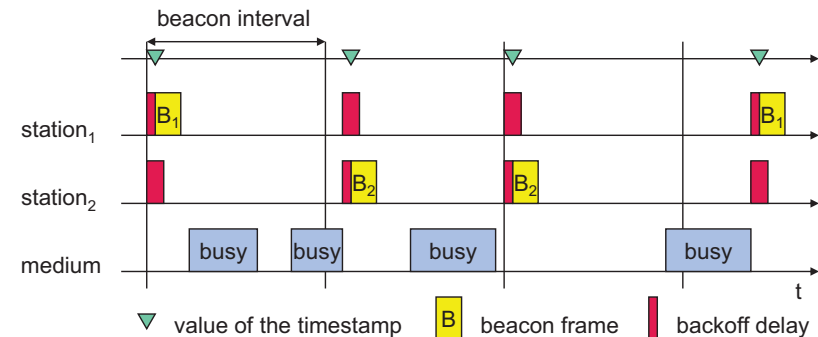 beacon interval
station₁ B₁ B₁
station₂ B₂ B₂
medium busy busy busy busy
t
value of the timestamp B beacon frame backoff delay